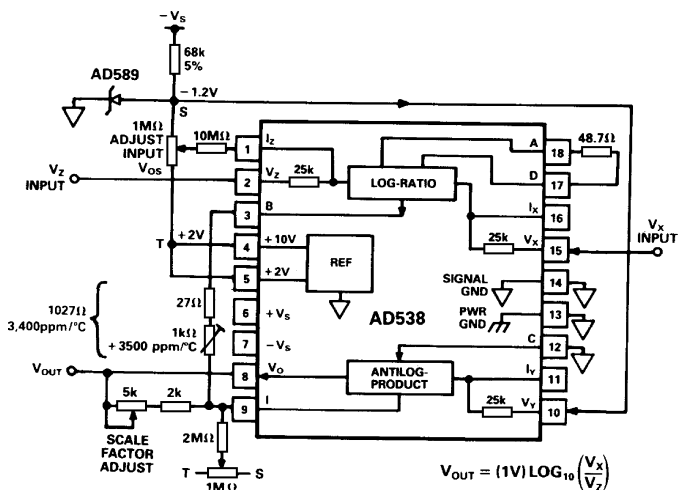 −VS
68k
5%
AD589
−1.2V
S
1MΩ
ADJUST
INPUT
VOS
10MΩ
1
IZ
A
18
48.7Ω
VZ
INPUT
2
VZ
25k
LOG-RATIO
D
17
3
B
IX
16
T
+2V
4
+10V
REF
25k
VX
15
VX
INPUT
5
+2V
SIGNAL
GND
14
1027Ω
3,400ppm/°C
27Ω
6
+VS
AD538
PWR
GND
13
1kΩ
+3500 ppm/°C
7
−VS
C
12
VOUT
8
VO
ANTILOG-
PRODUCT
IY
11
5k
2k
9
I
25k
VY
10
SCALE
FACTOR
ADJUST
2MΩ
T
S
1MΩ
VOUT = (1V) LOG10 (VX/VZ)